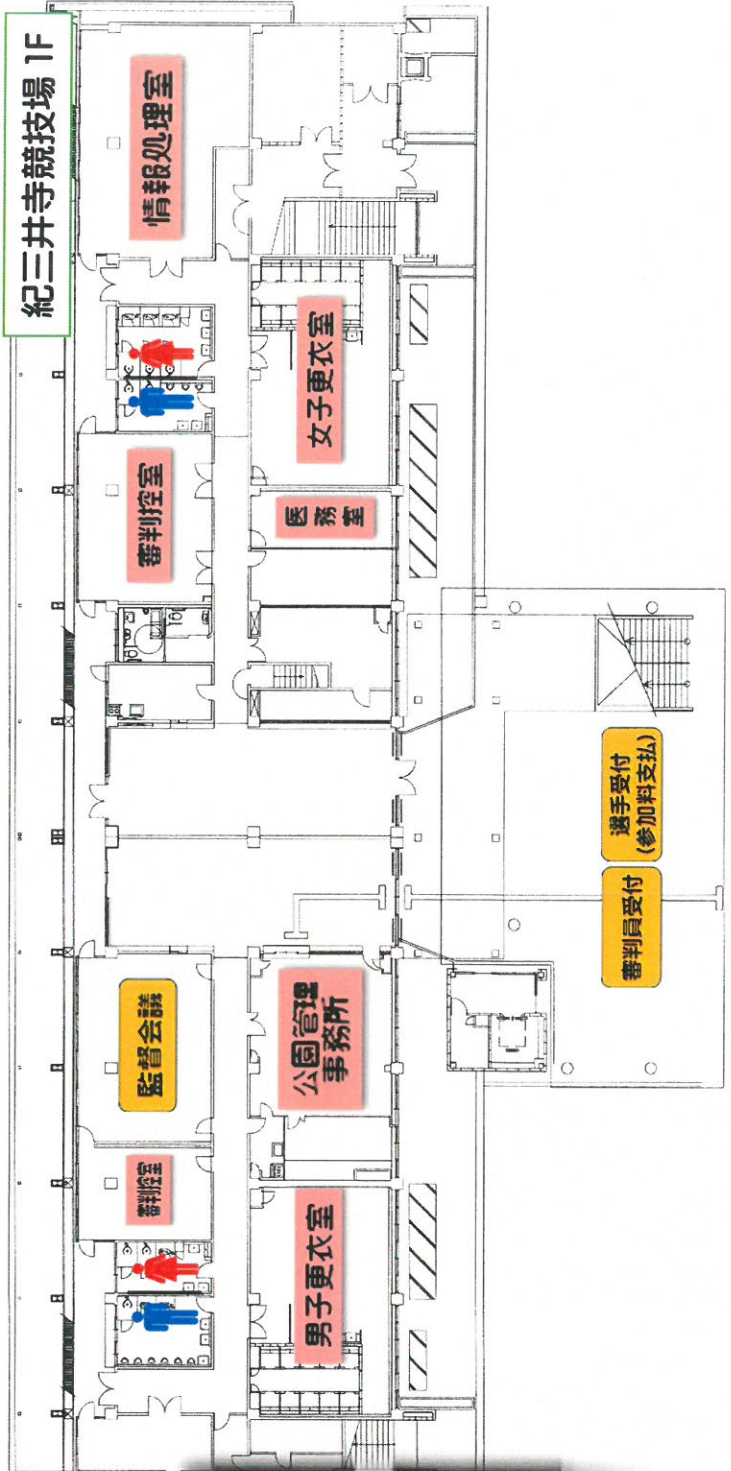 紀三井寺競技場 1F
男子更衣室
審判控室
監督会議
公園管理
事務所
審判員受付
選手受付
(参加料支払)
審判控室
医務室
女子更衣室
情報処理室